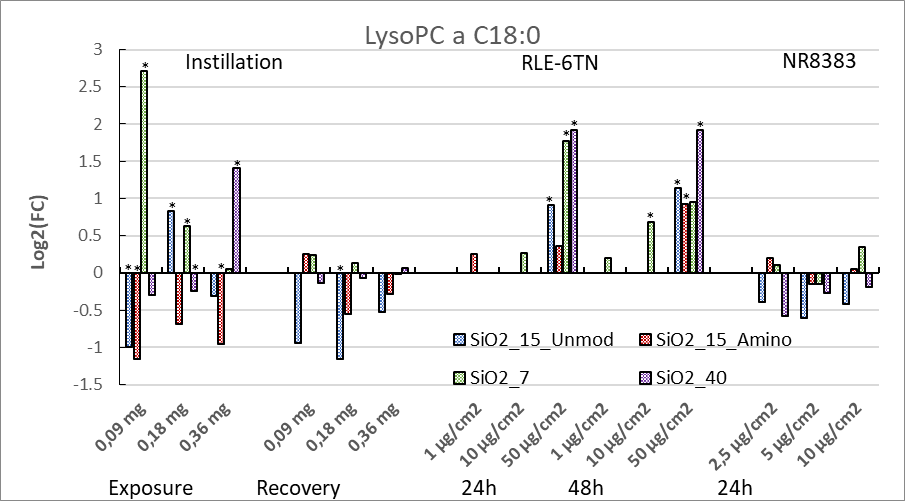 LysoPC a C18:0
Instillation RLE-6TN NR8383
Log2(FC)
3
2.5
2
1.5
1
0.5
0
-0.5
-1
-1.5
* * * * * * * * * * * * * * * * * *
SiO2_15_Unmod SiO2_15_Amino
SiO2_7 SiO2_40
0,09 mg 0,18 mg 0,36 mg 0,09 mg 0,18 mg 0,36 mg 1 µg/cm2 10 µg/cm2 50 µg/cm2 1 µg/cm2 10 µg/cm2 50 µg/cm2 2,5 µg/cm2 5 µg/cm2 10 µg/cm2
Exposure Recovery 24h 48h 24h